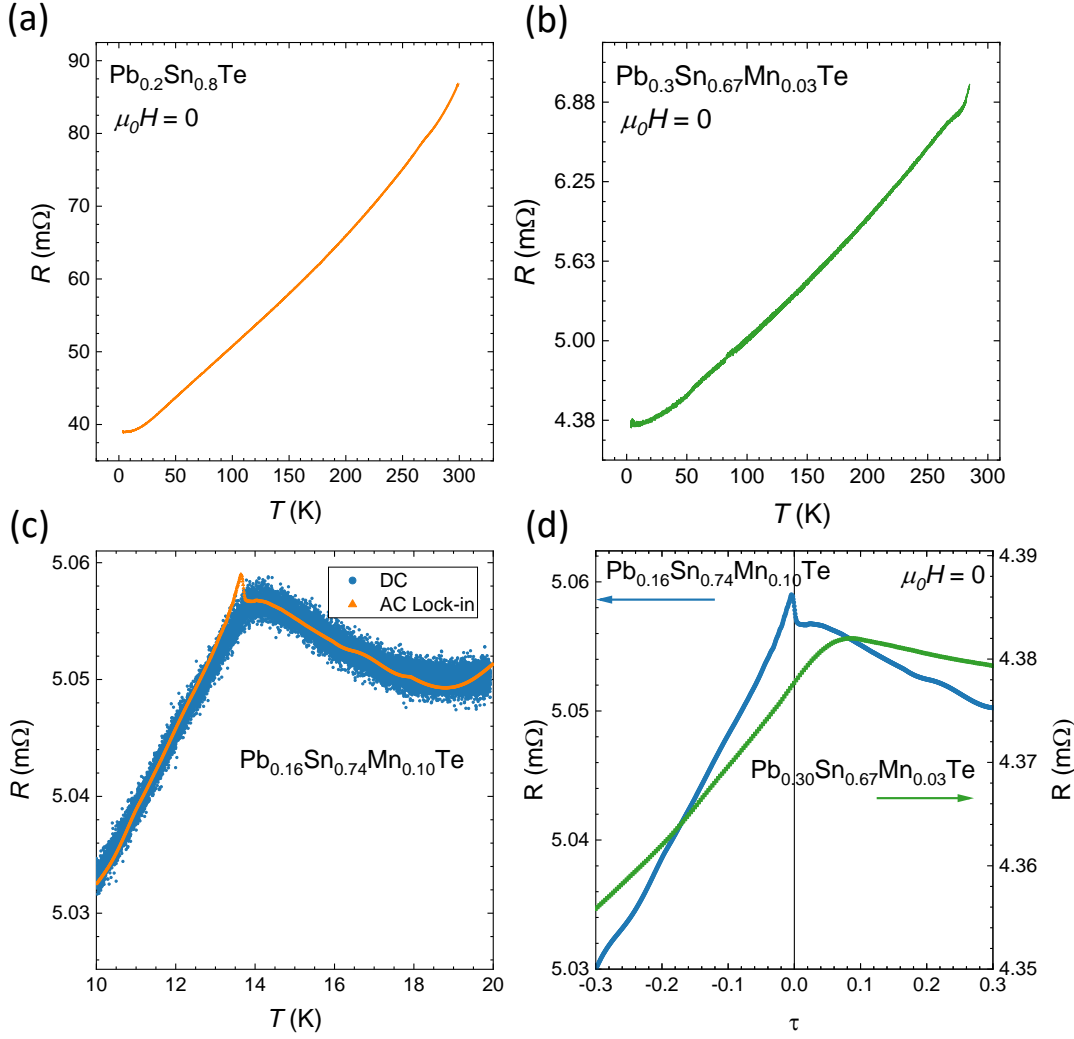 (a)
90
80
70
60
50
40
R (mΩ)
Pb0.2Sn0.8Te
μ0H = 0
0 50 100 150 200 250 300
T (K)
(b)
6.88
6.25
5.63
5.00
4.38
R (mΩ)
Pb0.3Sn0.67Mn0.03Te
μ0H = 0
0 50 100 150 200 250 300
T (K)
(c)
5.06
5.05
5.04
5.03
R (mΩ)
DC
AC Lock-in
Pb0.16Sn0.74Mn0.10Te
10 12 14 16 18 20
T (K)
(d)
5.06
5.05
5.04
5.03
R (mΩ)
Pb0.16Sn0.74Mn0.10Te
μ0H = 0
Pb0.30Sn0.67Mn0.03Te
4.39
4.38
4.37
4.36
4.35
R (mΩ)
-0.3 -0.2 -0.1 0.0 0.1 0.2 0.3
τ